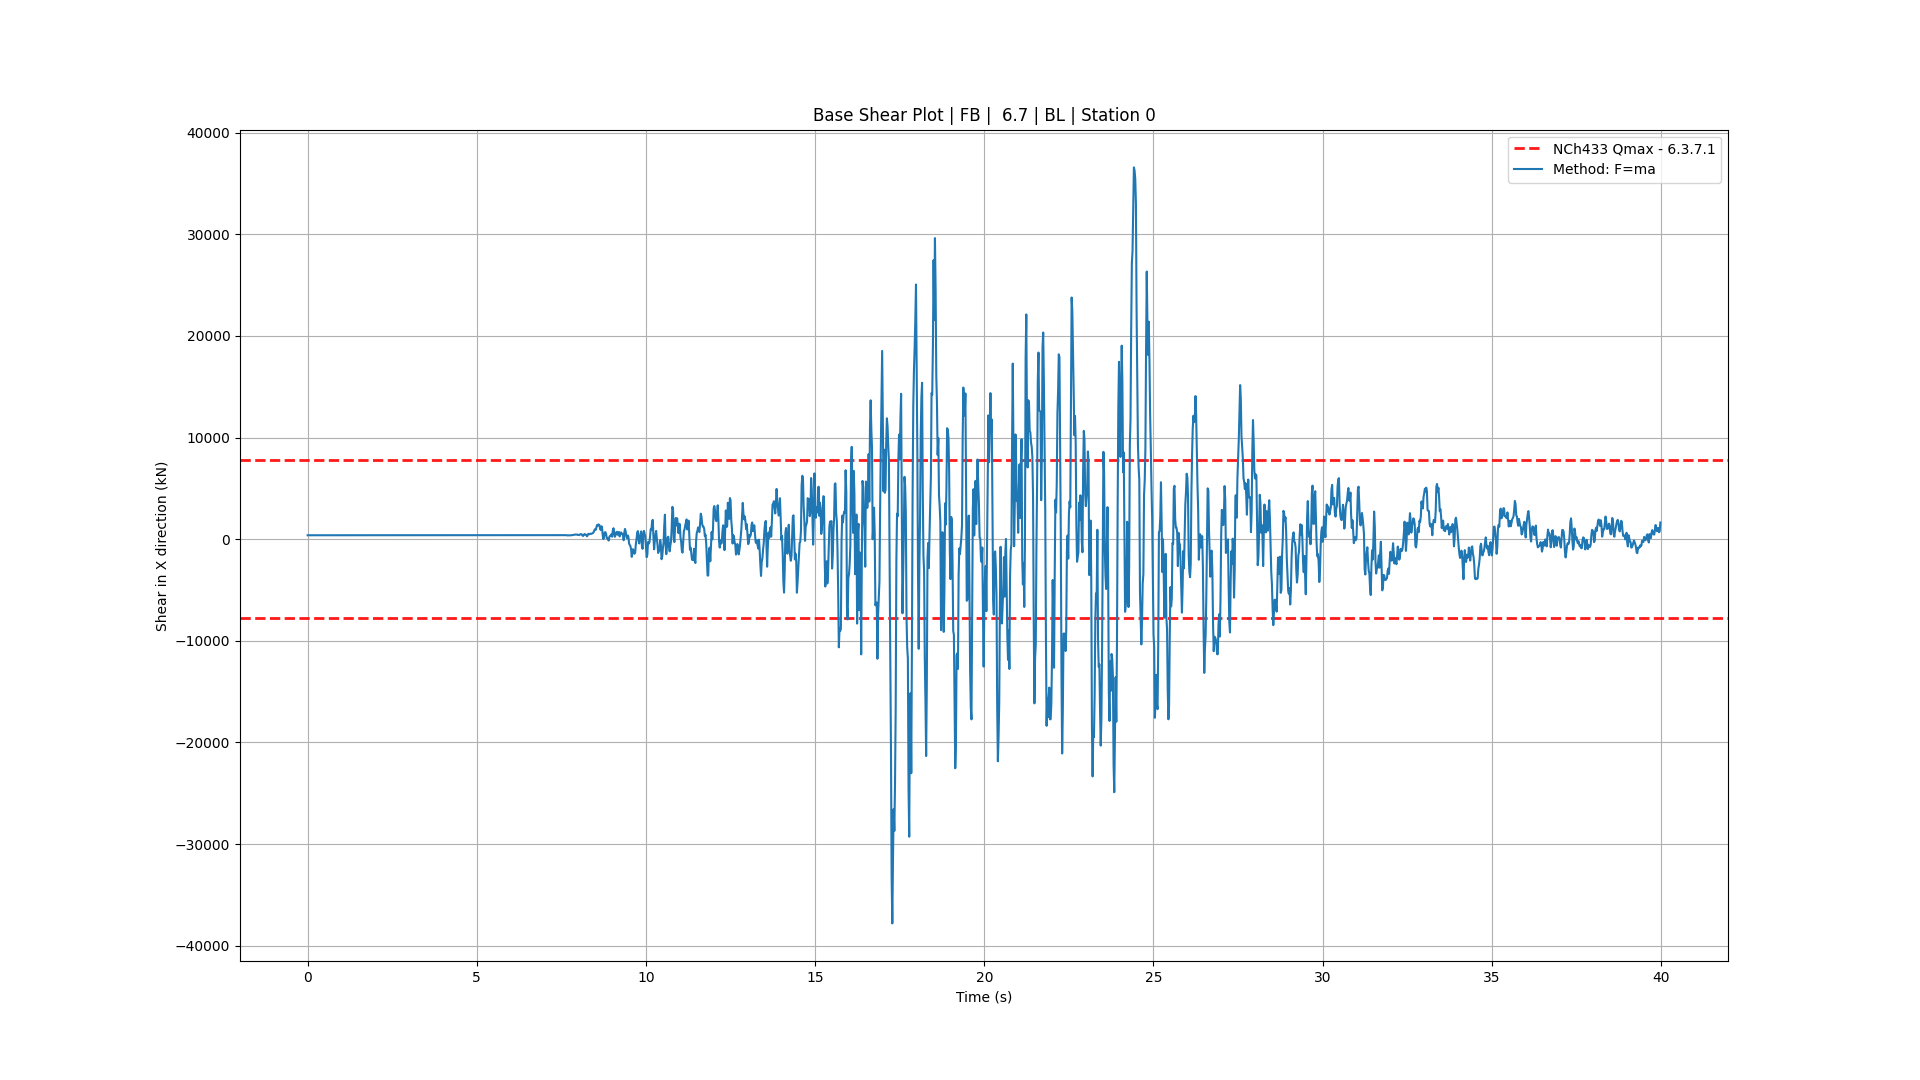 Base Shear Plot | FB |  6.7 | BL | Station 0
NCh433 Qmax - 6.3.7.1
Method: F=ma
Shear in X direction (kN)
40000
30000
20000
10000
0
−10000
−20000
−30000
−40000
0 5 10 15 20 25 30 35 40
Time (s)